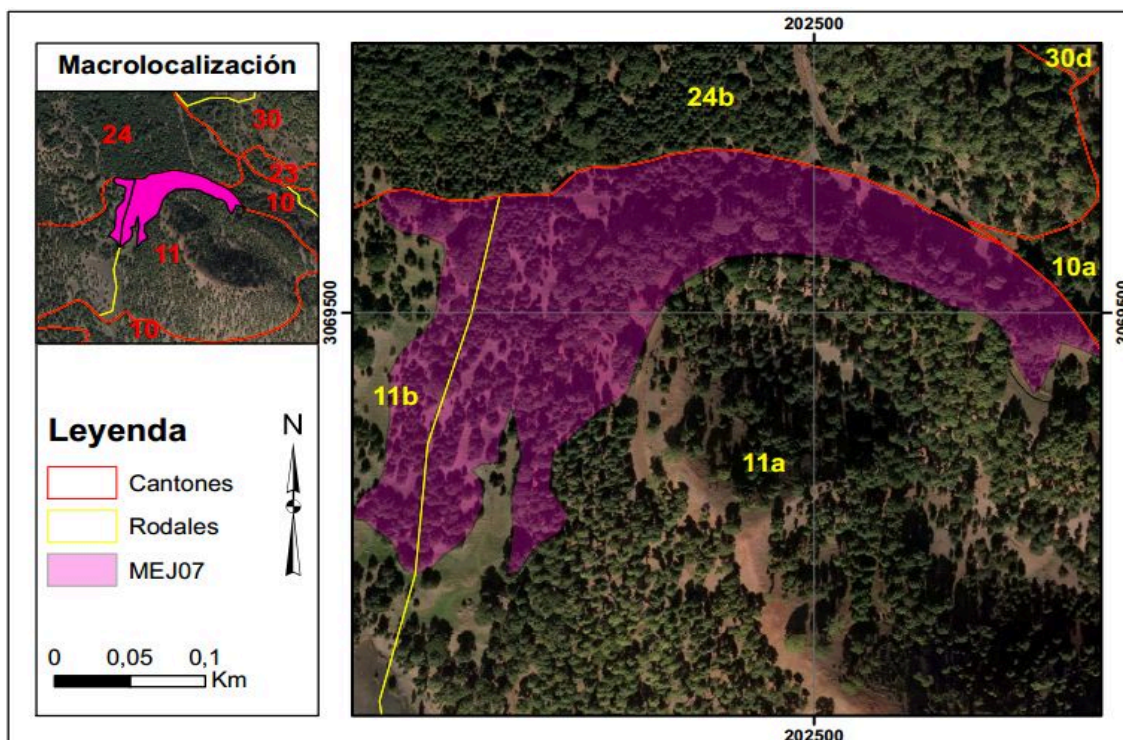 Macrolocalización
24
30
23
10
11
10
Leyenda
N
Cantones
Rodales
MEJ07
0 0,05 0,1
Km
202500
30d
24b
10a
3069500
3069500
11b
11a
202500